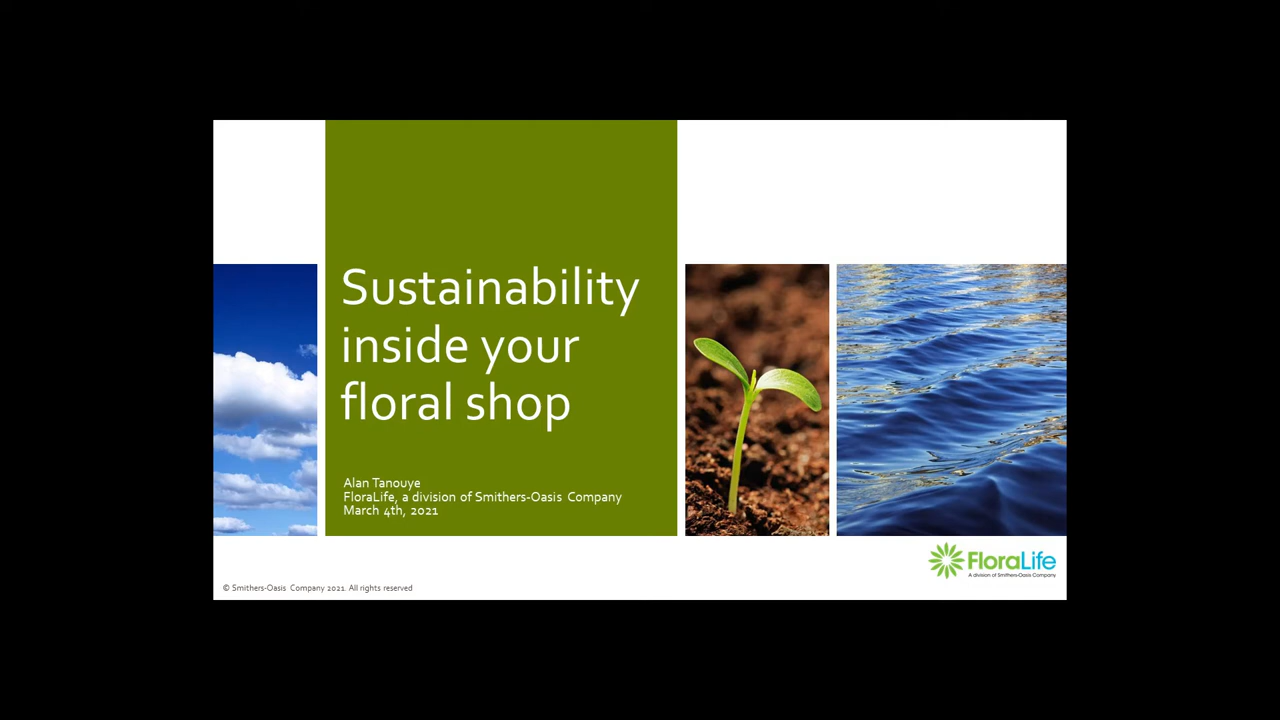 Sustainability
inside your
floral shop
Alan Tanouye
FloraLife, a division of Smithers-Oasis Company
March 4th, 2021
FloraLife
A division of Smithers-Oasis Company
© Smithers-Oasis Company 2021. All rights reserved